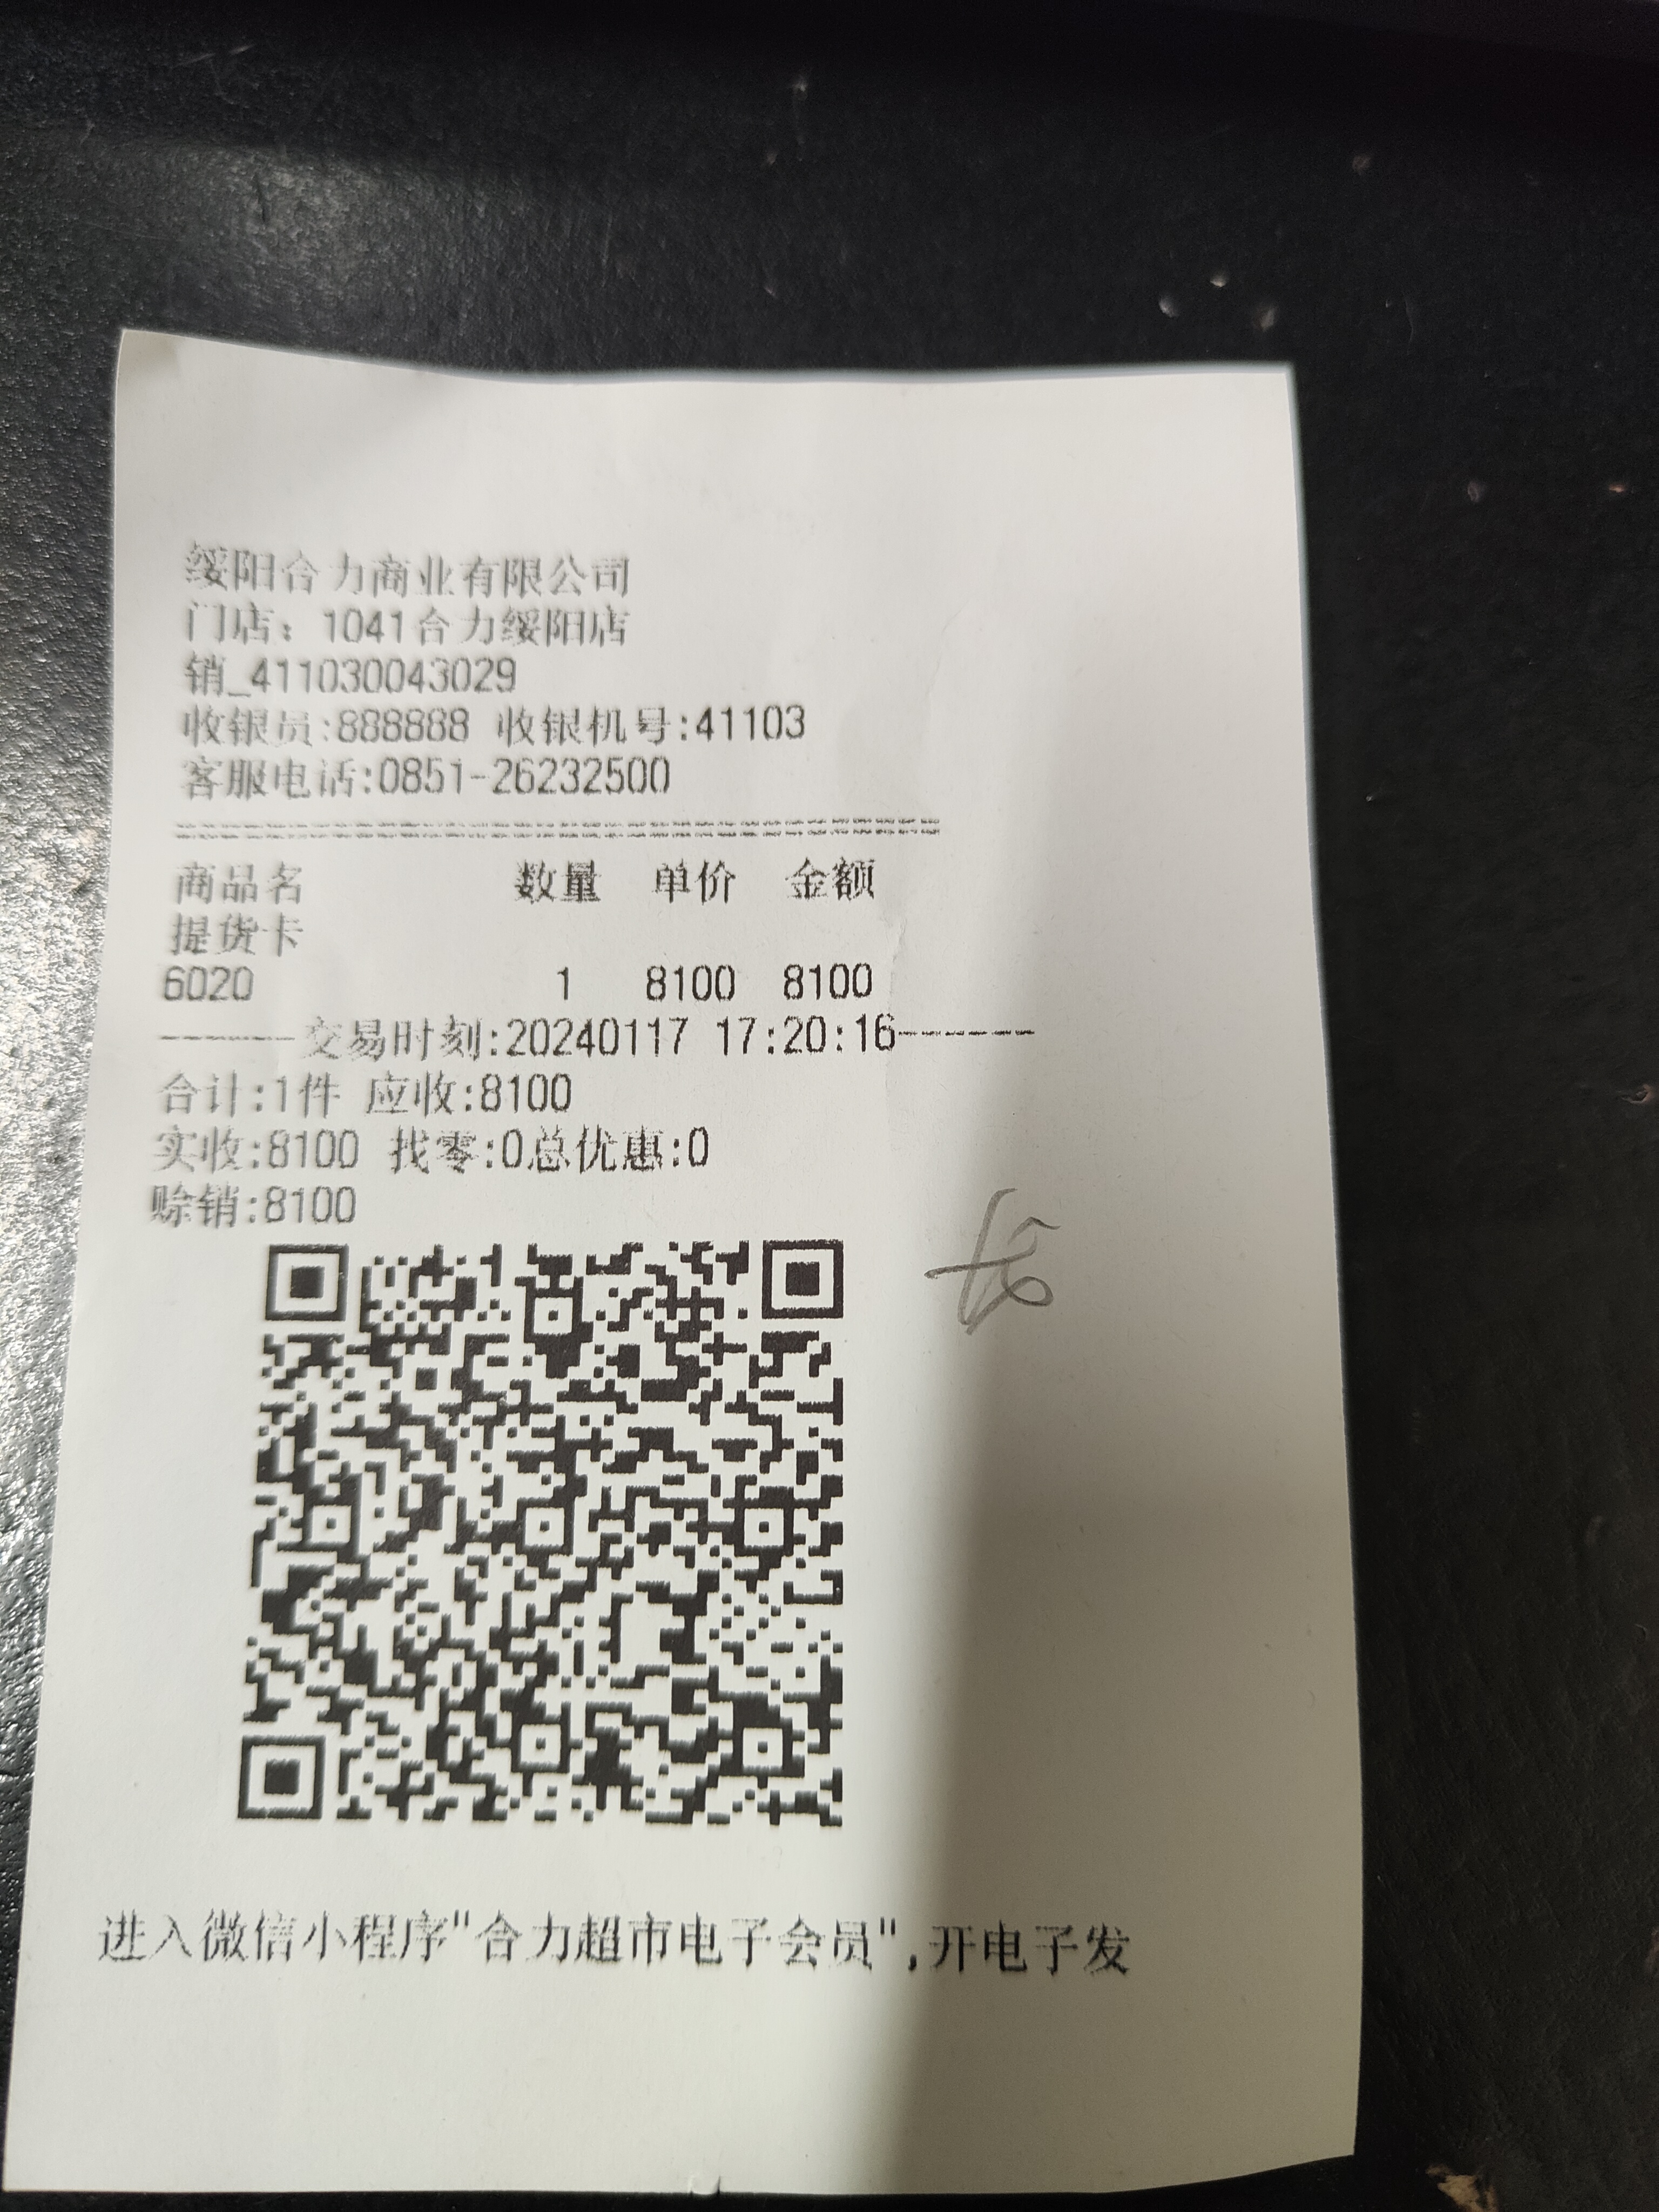 绥阳合力商业有限公司
门店：1041合力绥阳店
销_411030043029
收银员:888888 收银机号:41103
客服电话:0851-26232500
商品名 数量 单价 金额
提货卡
6020 1 8100 8100
------交易时刻:20240117 17:20:16------
合计:1件 应收:8100
实收:8100 找零:0总优惠:0
赊销:8100
进入微信小程序"合力超市电子会员",开电子发